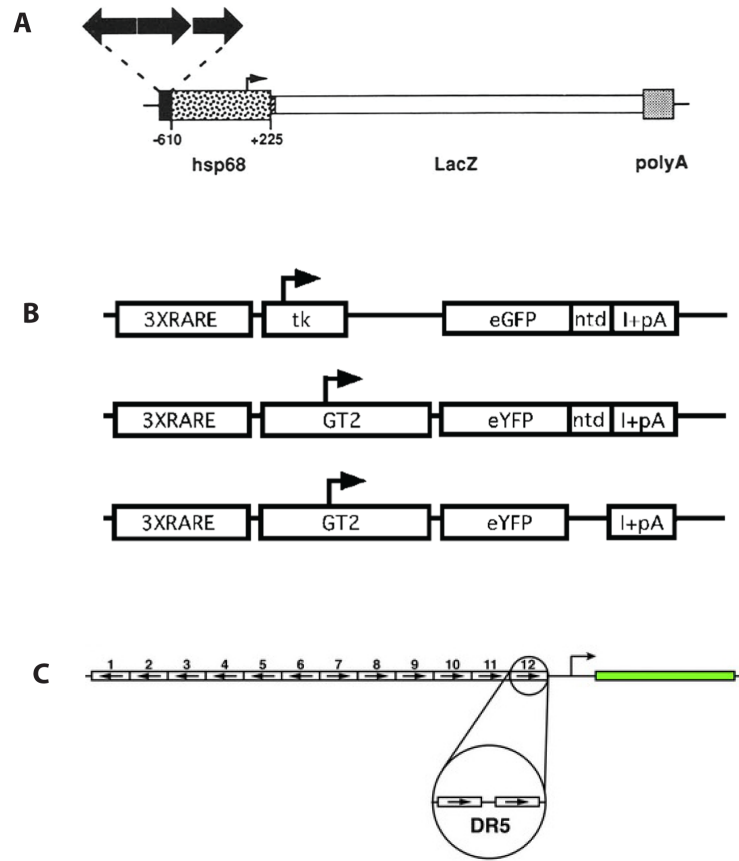 A
-610
+225
hsp68
LacZ
polyA
B
3XRARE
tk
eGFP
ntd
I+pA
3XRARE
GT2
eYFP
ntd
I+pA
3XRARE
GT2
eYFP
I+pA
C
1 2 3 4 5 6 7 8 9 10 11 12
DR5